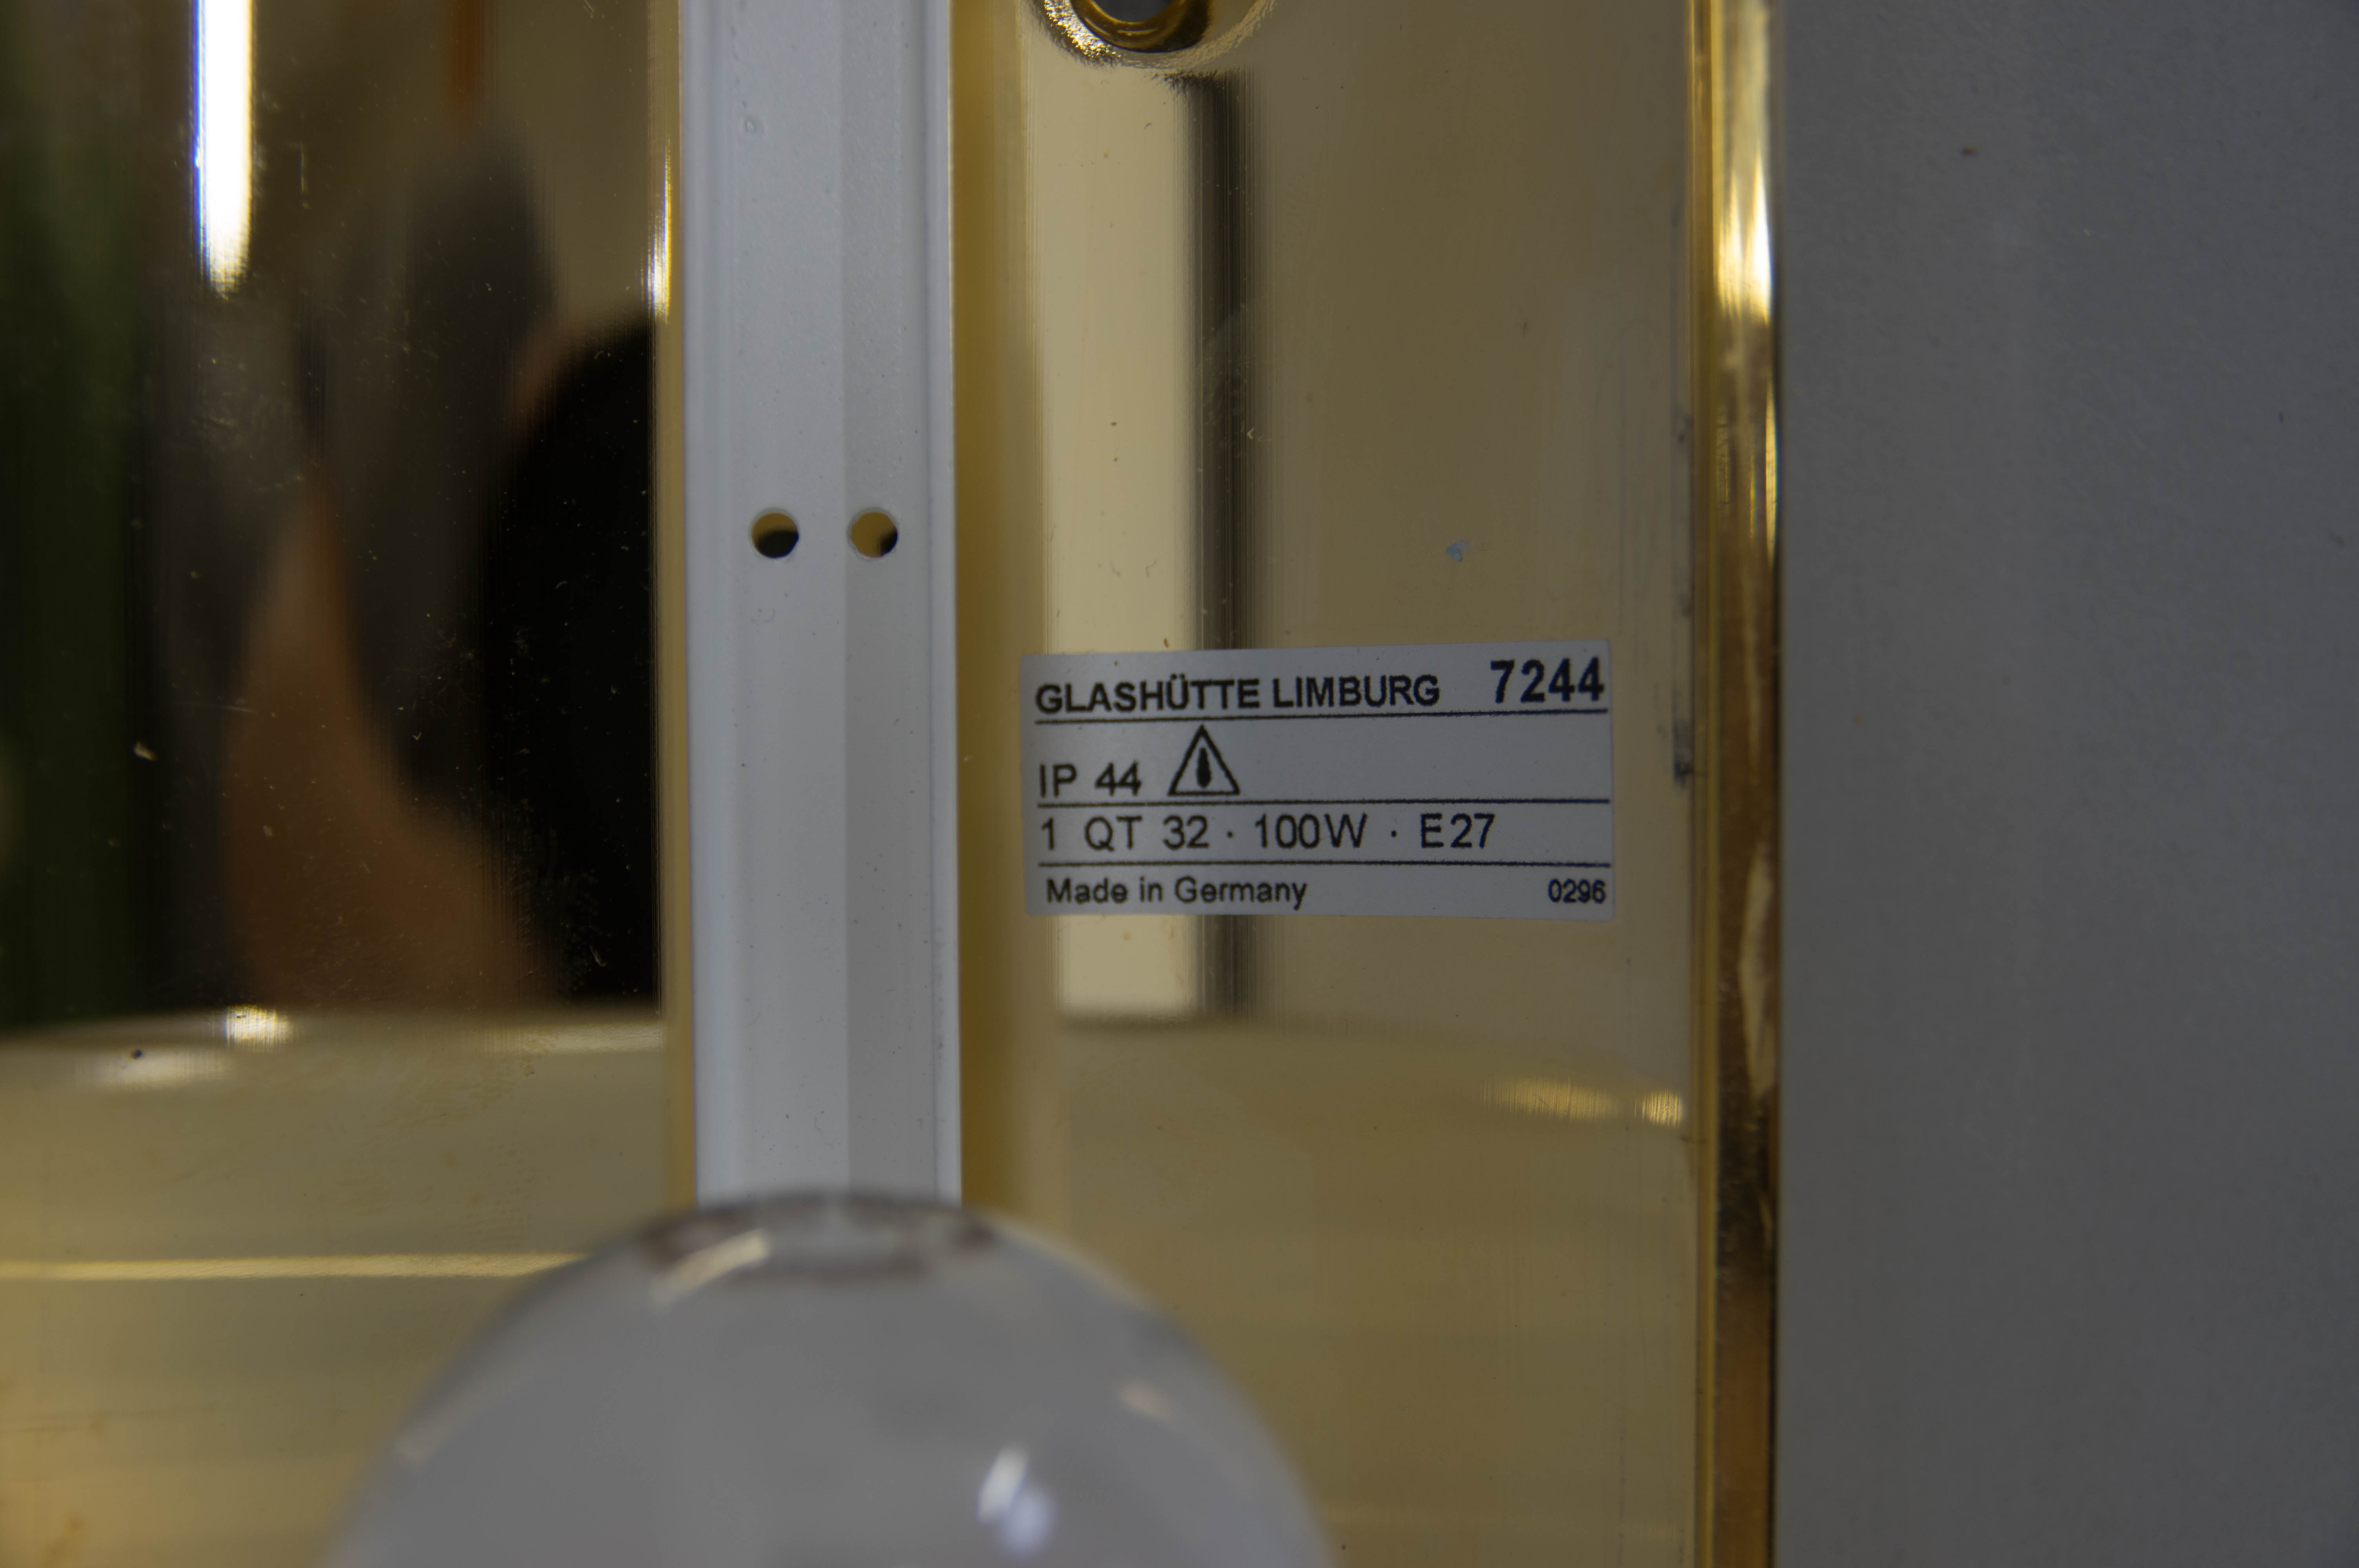 GLASHÜTTE LIMBURG 7244
IP 44
1 QT 32 · 100W · E27
Made in Germany 0296